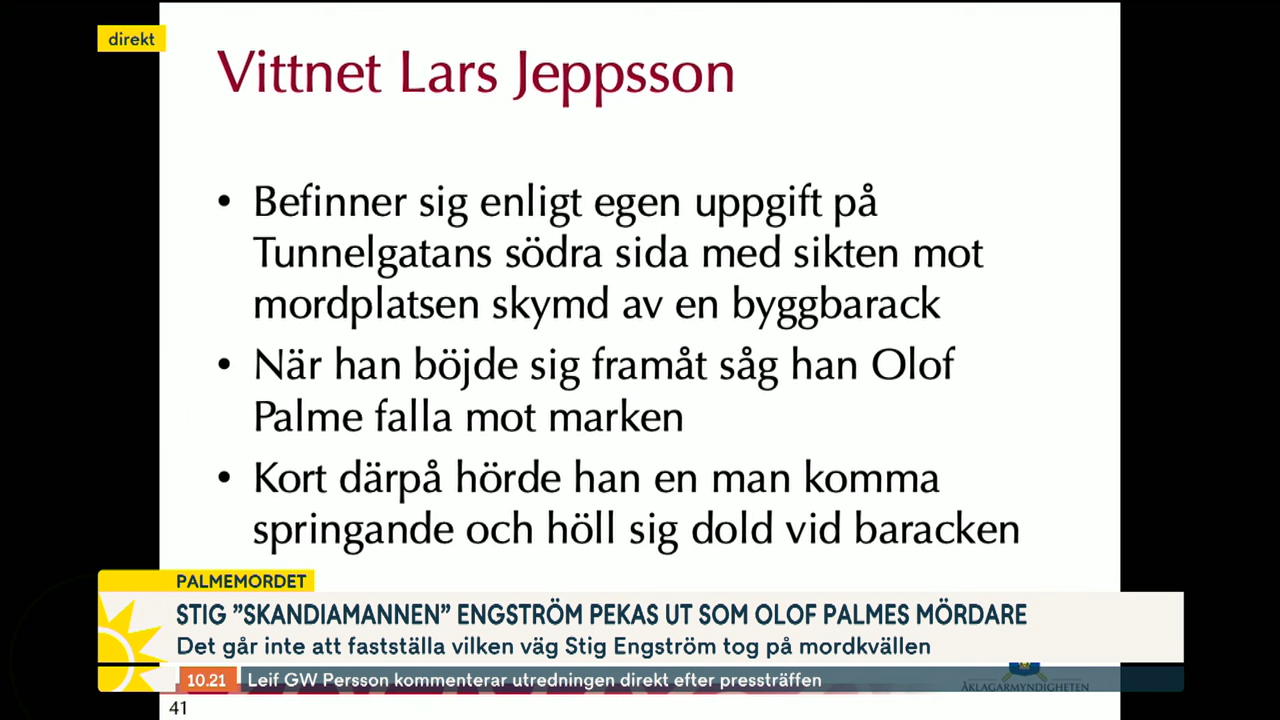 direkt
Vittnet Lars Jeppsson
• Befinner sig enligt egen uppgift på
Tunnelgatans södra sida med sikten mot
mordplatsen skymd av en byggbarack
• När han böjde sig framåt såg han Olof
Palme falla mot marken
• Kort därpå hörde han en man komma
springande och höll sig dold vid baracken
PALMEMORDET
STIG ”SKANDIAMANNEN” ENGSTRÖM PEKAS UT SOM OLOF PALMES MÖRDARE
Det går inte att fastställa vilken väg Stig Engström tog på mordkvällen
10.21 Leif GW Persson kommenterar utredningen direkt efter pressträffen
ÅKLAGARMYNDIGHETEN
41